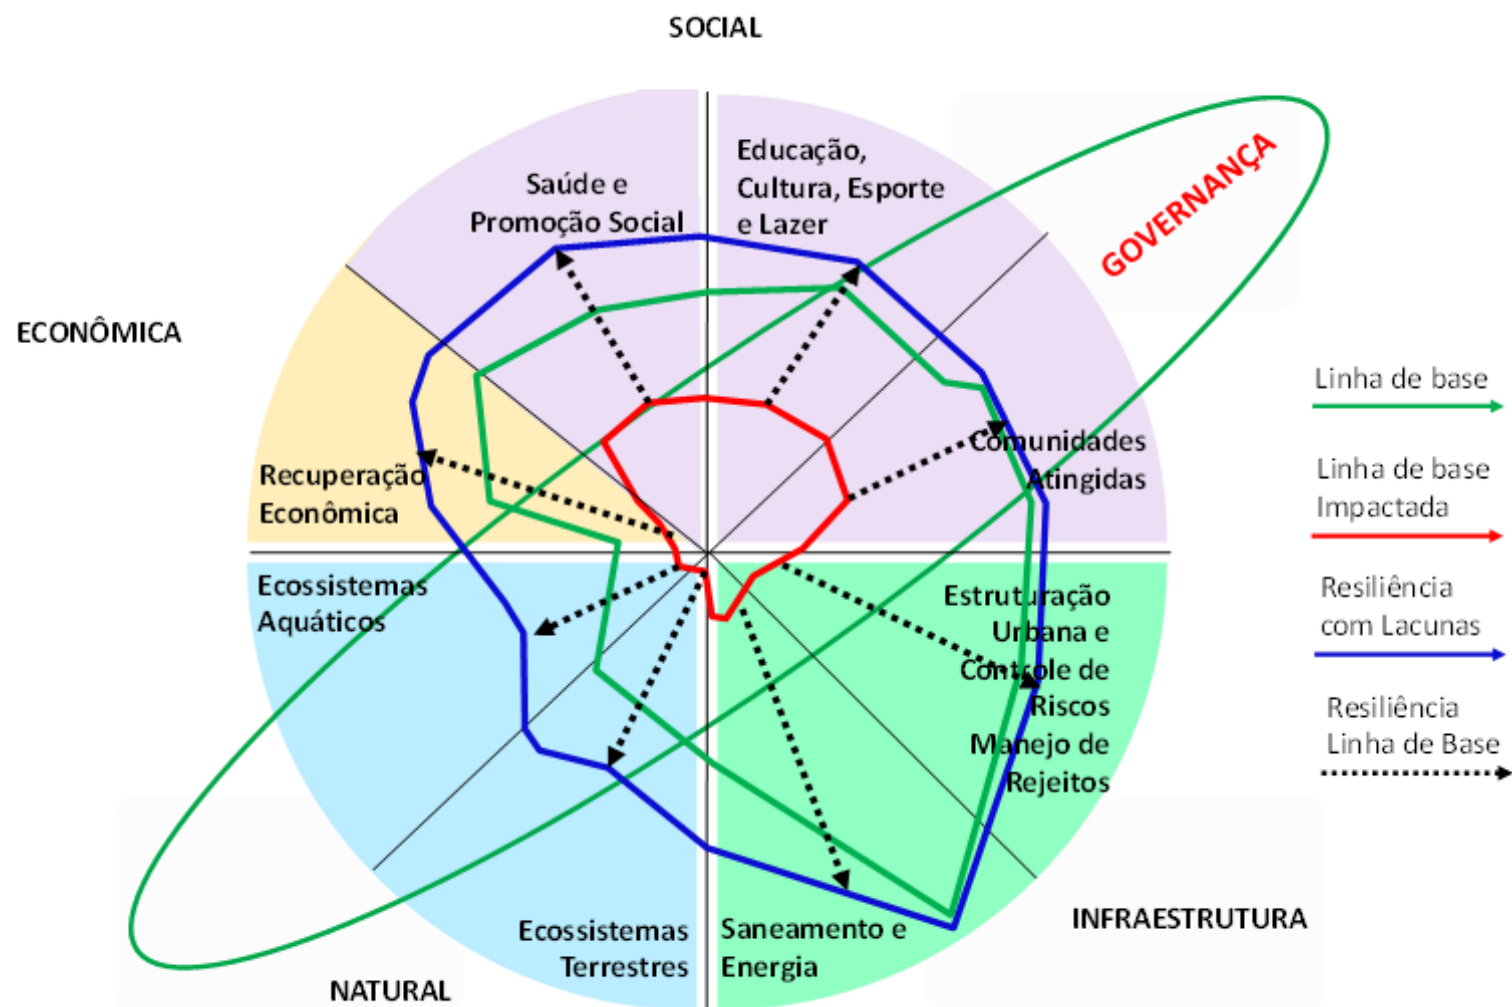 SOCIAL
Educação,
Cultura, Esporte
e Lazer
Saúde e
Promoção Social
GOVERNANÇA
ECONÔMICA
Recuperação
Econômica
Comunidades
Atingidas
Ecossistemas
Aquáticos
Estruturação
Urbana e
Controle de
Riscos
Manejo de
Rejeitos
Ecossistemas
Terrestres
Saneamento e
Energia
INFRAESTRUTURA
NATURAL
Linha de base
Linha de base
Impactada
Resiliência
com Lacunas
Resiliência
Linha de Base